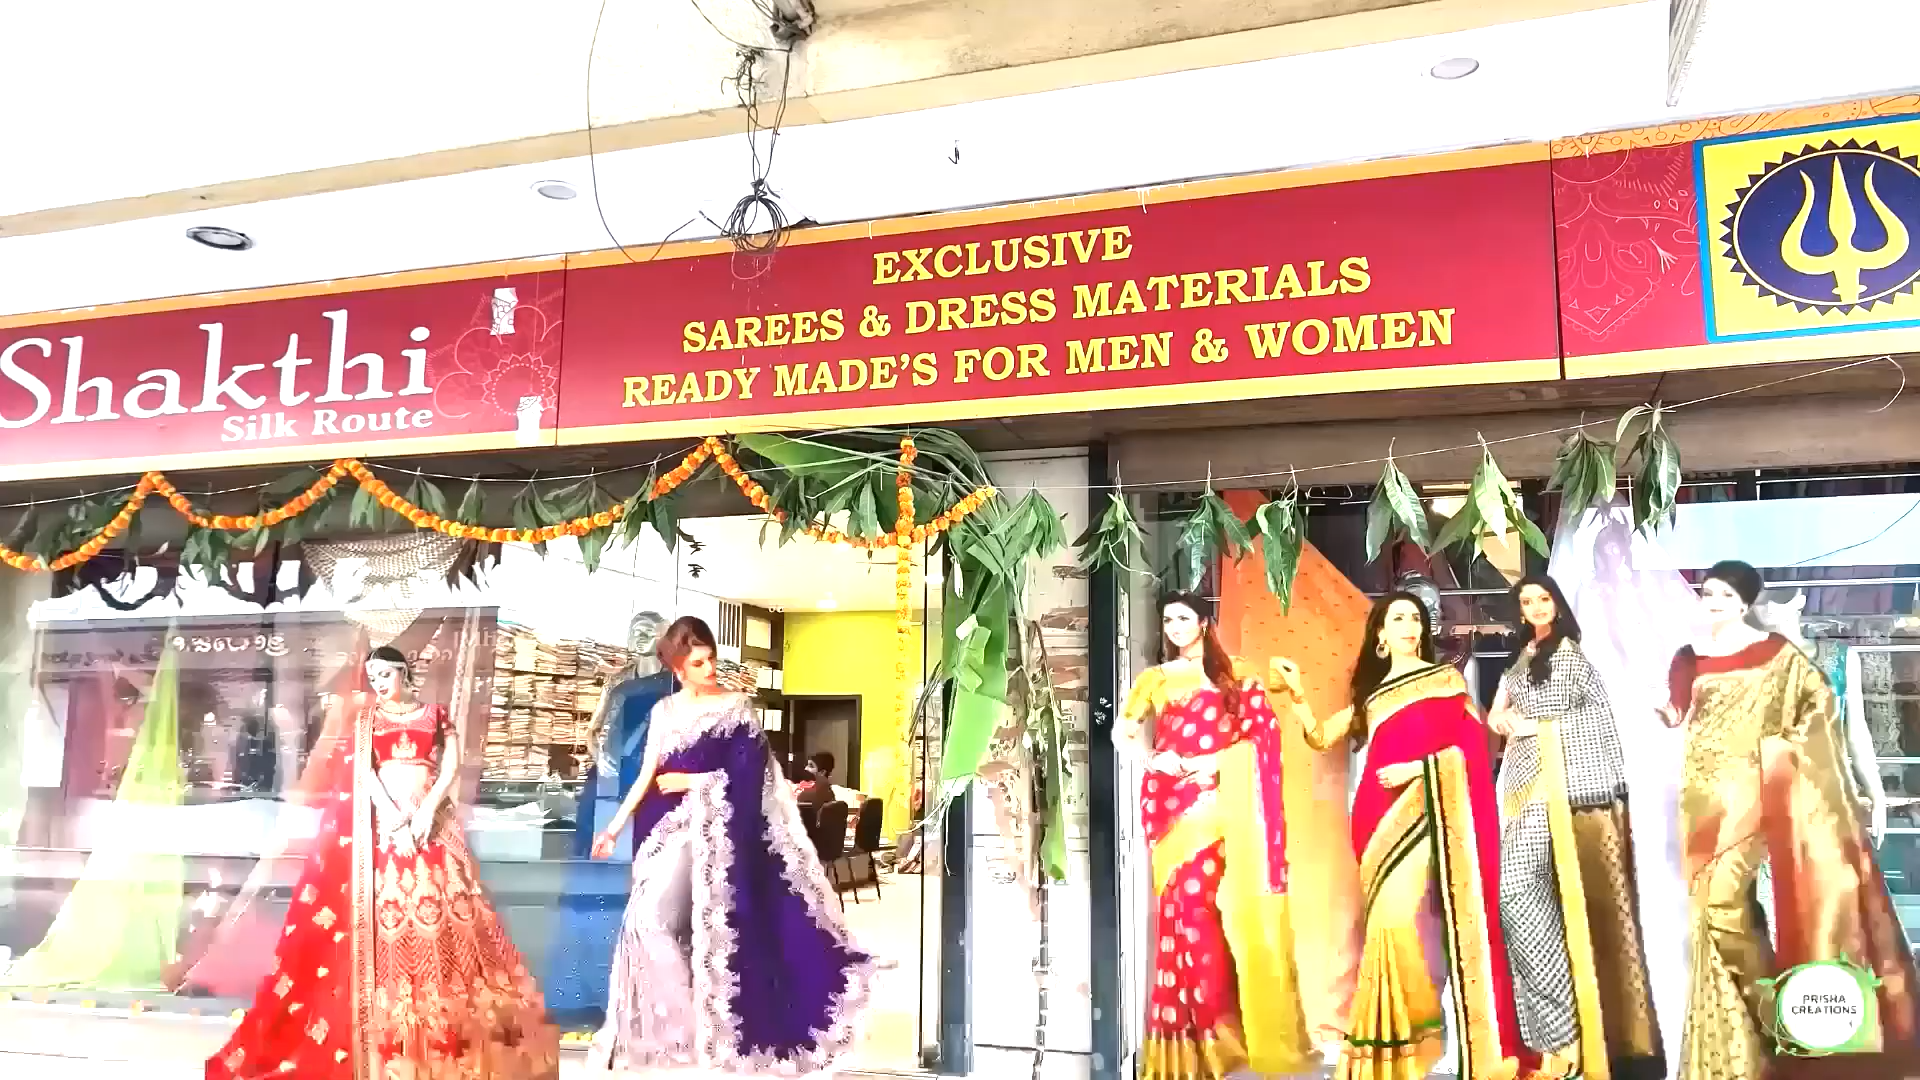 Shakthi
Silk Route
EXCLUSIVE
SAREES & DRESS MATERIALS
READY MADE'S FOR MEN & WOMEN
PRISHA
CREATIONS